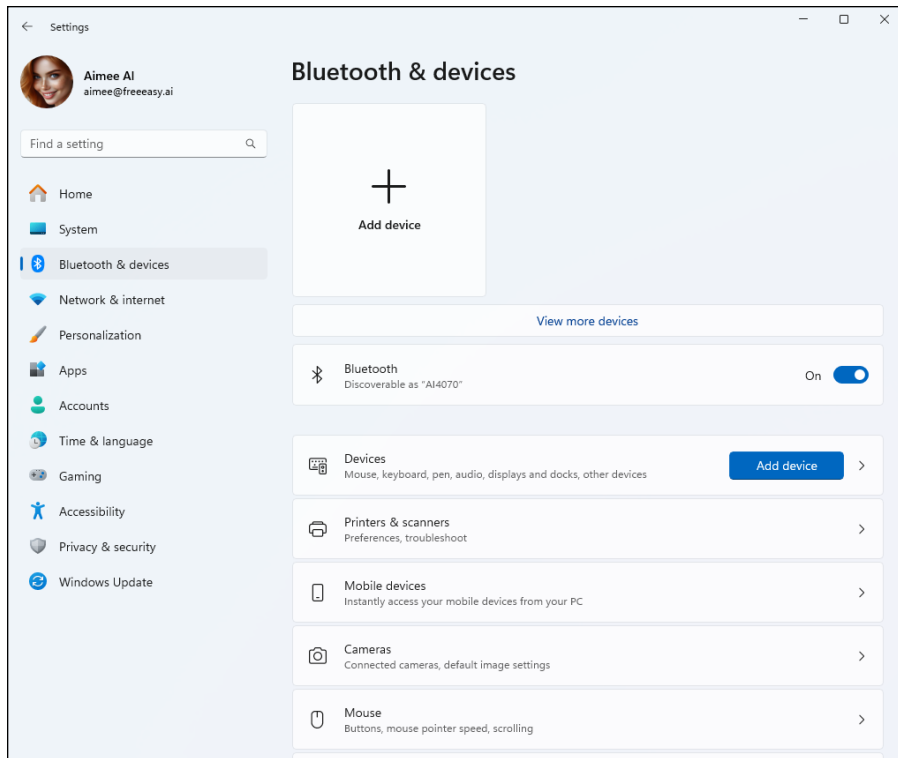 Settings
Aimee AI
aimee@freeeasy.ai
Find a setting
Home
System
Bluetooth & devices
Network & internet
Personalization
Apps
Accounts
Time & language
Gaming
Accessibility
Privacy & security
Windows Update
Bluetooth & devices
Add device
View more devices
Bluetooth
Discoverable as "AI4070"
On
Devices
Mouse, keyboard, pen, audio, displays and docks, other devices
Add device
Printers & scanners
Preferences, troubleshoot
Mobile devices
Instantly access your mobile devices from your PC
Cameras
Connected cameras, default image settings
Mouse
Buttons, mouse pointer speed, scrolling